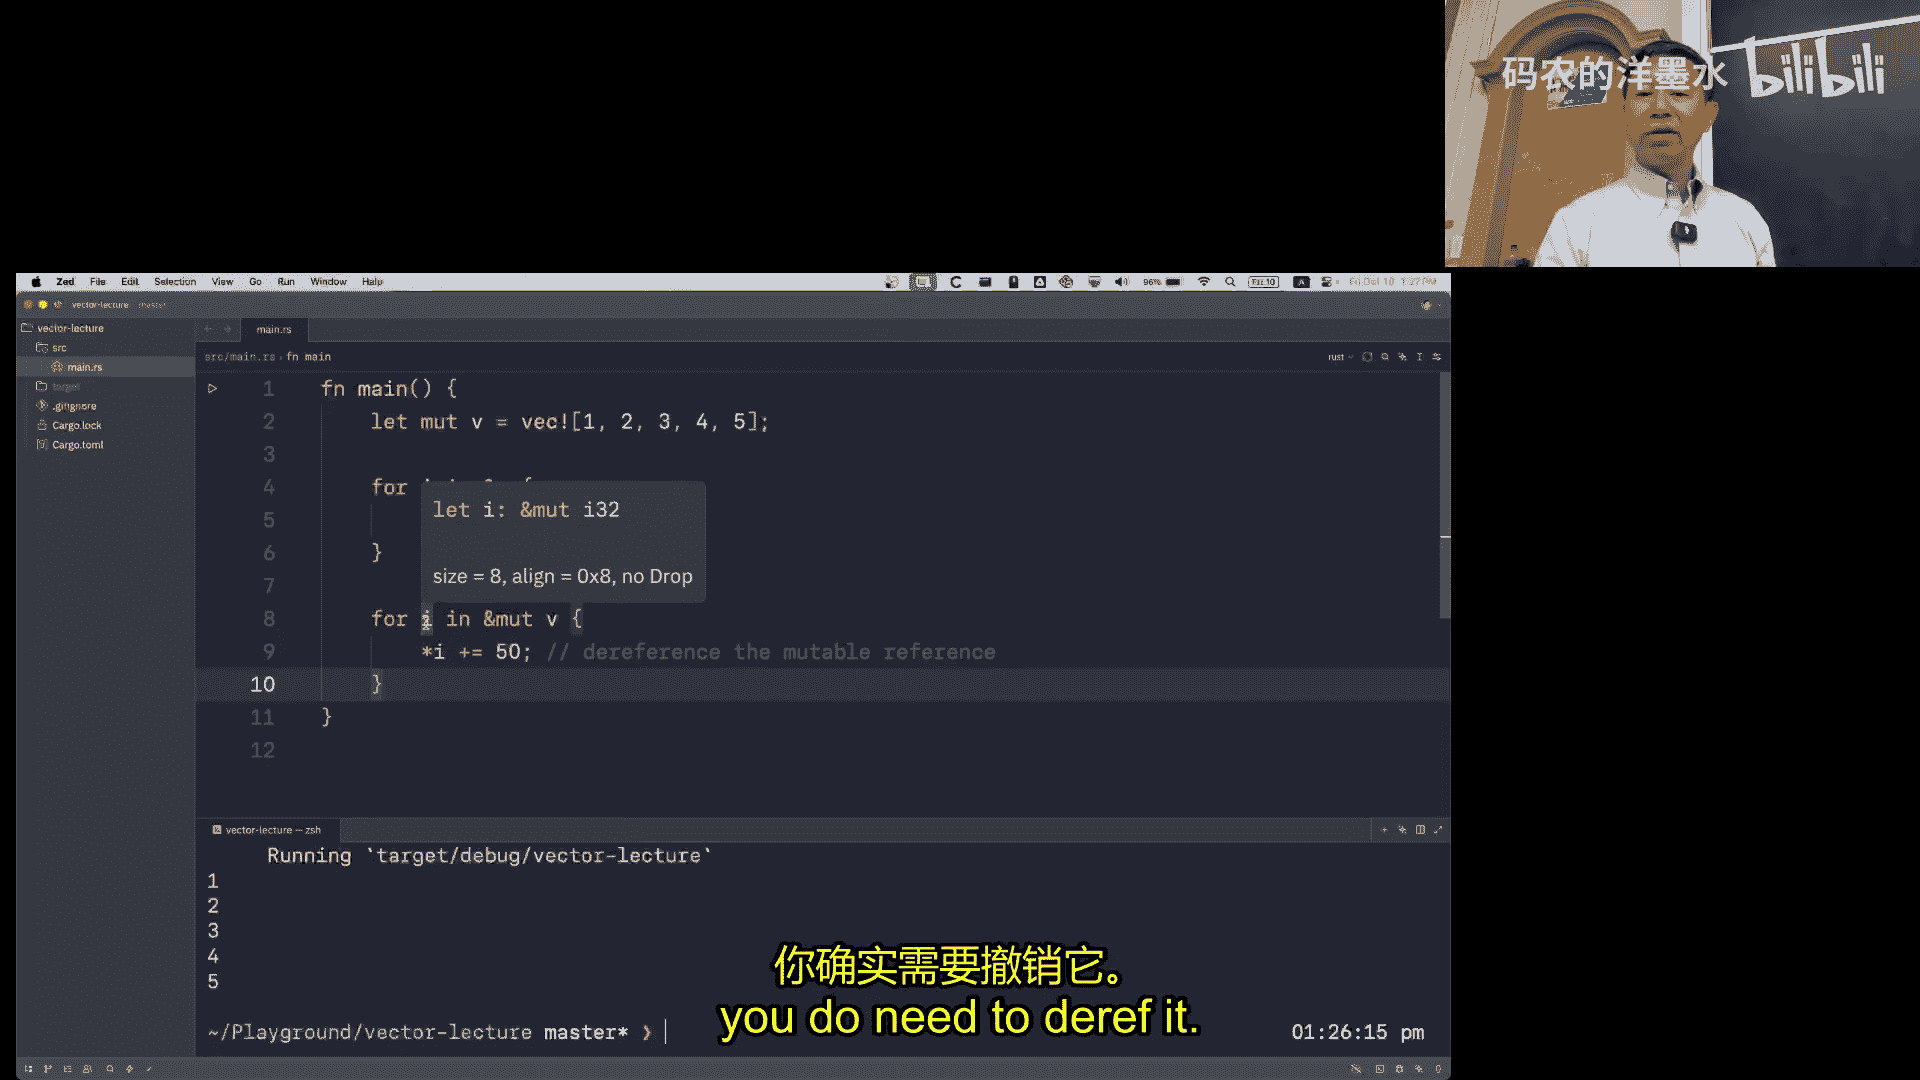 码农的洋墨水 bilibili
Zed File Edit Selection View Go Run Window Help
96%
vector-lecture master
vector-lecture
src
main.rs
target
.gitignore
Cargo.lock
Cargo.toml
main.rs
src/main.rs › fn main
rust
1 fn main() {
2 let mut v = vec![1, 2, 3, 4, 5];
3
4 for
5
6 }
7
let i: &mut i32
size = 8, align = 0x8, no Drop
8 for i in &mut v {
9 *i += 50; // dereference the mutable reference
10 }
11 }
12
vector-lecture — zsh
Running `target/debug/vector-lecture`
1
2
3
4
5
~/Playground/vector-lecture master* ❯
01:26:15 pm
你确实需要撤销它。
you do need to deref it.